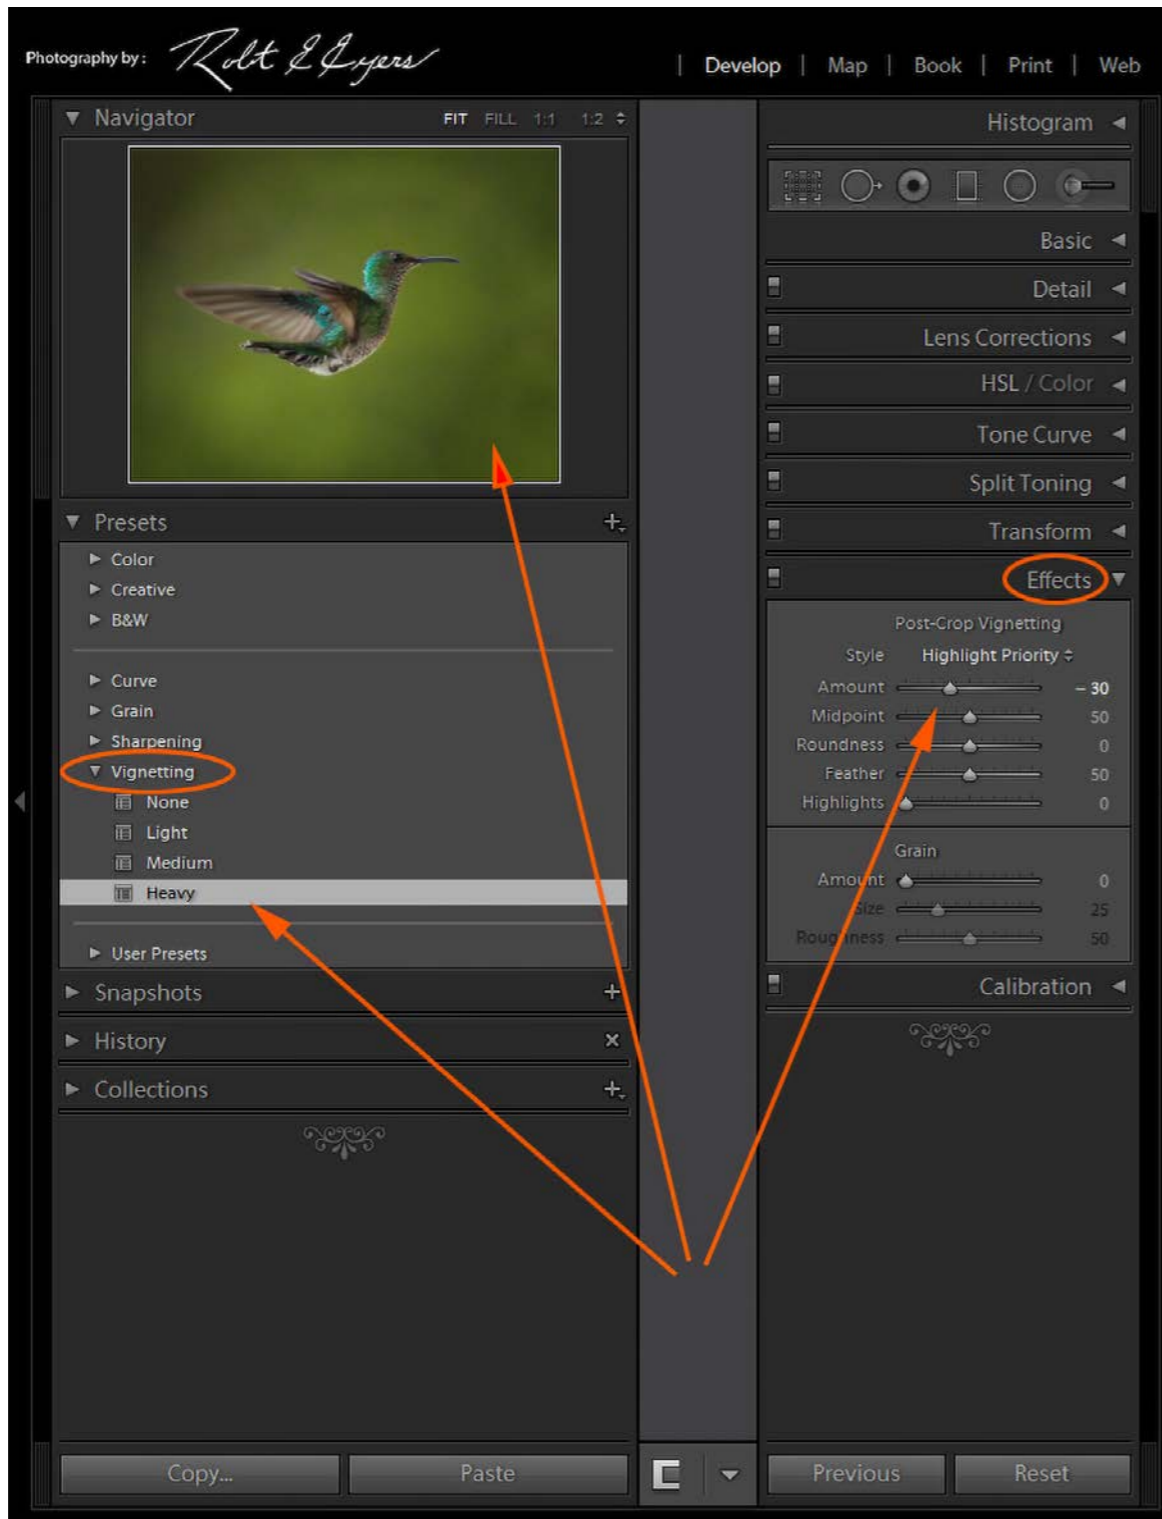 Photography by :
| Develop | Map | Book | Print | Web
Navigator FIT FILL 1:1 1:2
Presets
Color
Creative
B&W
Curve
Grain
Sharpening
Vignetting
None
Light
Medium
Heavy
User Presets
Snapshots
History
Collections
Copy...
Paste
Histogram
Basic
Detail
Lens Corrections
HSL / Color
Tone Curve
Split Toning
Transform
Effects
Post-Crop Vignetting
Style Highlight Priority
Amount – 30
Midpoint 50
Roundness 0
Feather 50
Highlights 0
Grain
Amount 0
Size 25
Roughness 50
Calibration
Previous
Reset